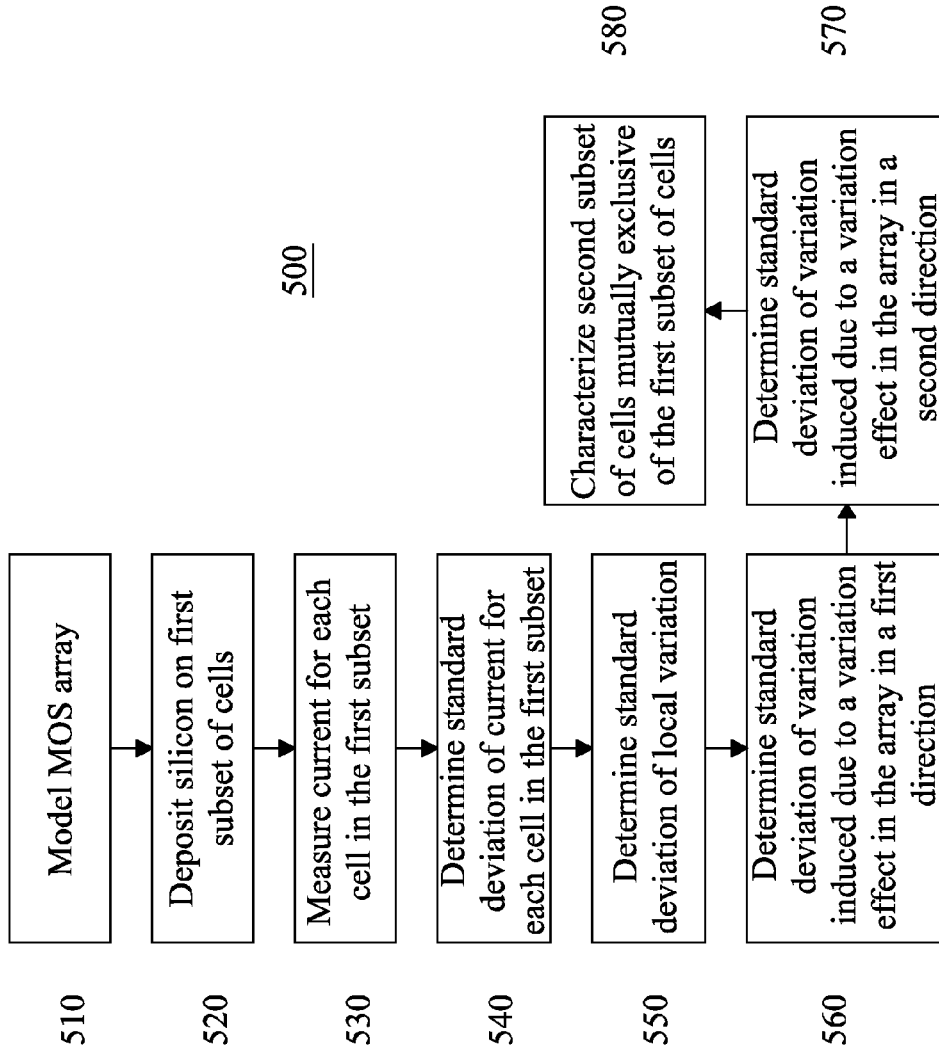 500
510
Model MOS array
520
Deposit silicon on first
subset of cells
530
Measure current for each
cell in the first subset
540
Determine standard
deviation of current for
each cell in the first subset
550
Determine standard
deviation of local variation
560
Determine standard
deviation of variation
induced due to a variation
effect in the array in a first
direction
570
Determine standard
deviation of variation
induced due to a variation
effect in the array in a
second direction
580
Characterize second subset
of cells mutually exclusive
of the first subset of cells